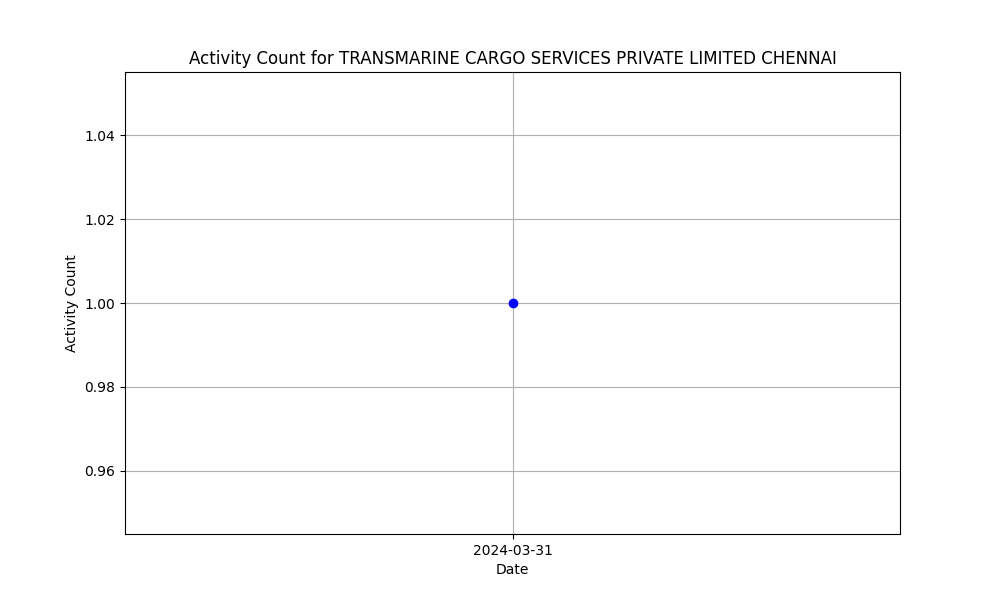 Activity Count for TRANSMARINE CARGO SERVICES PRIVATE LIMITED CHENNAI
Activity Count
1.04
1.02
1.00
0.98
0.96
2024-03-31
Date